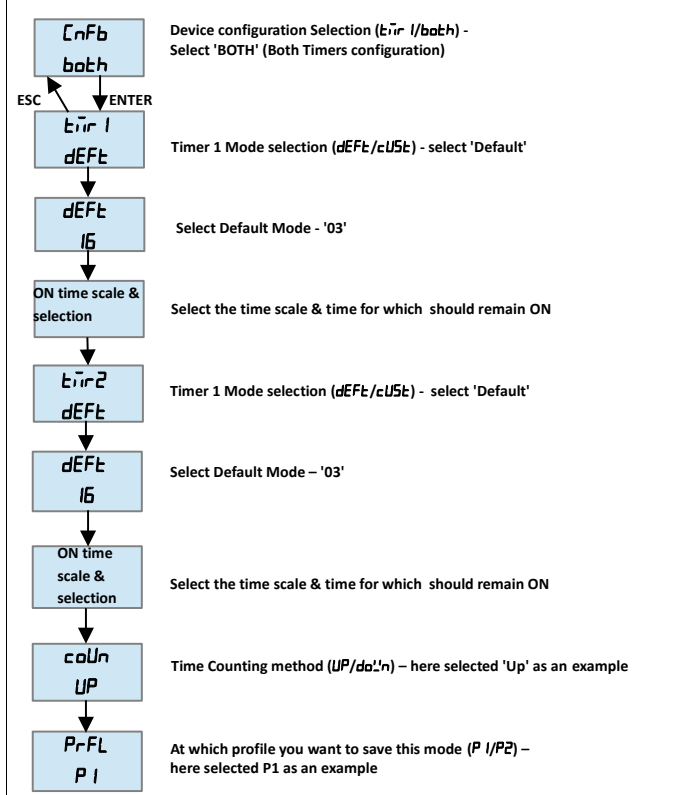 CnFb
both
Device configuration Selection (tmr 1/both) -
Select 'BOTH' (Both Timers configuration)
ESC
ENTER
tmr 1
dEFt
Timer 1 Mode selection (dEFt/cUSt) - select 'Default'
dEFt
16
Select Default Mode - '03'
ON time scale &
selection
Select the time scale & time for which should remain ON
tmr2
dEFt
Timer 1 Mode selection (dEFt/cUSt) - select 'Default'
dEFt
16
Select Default Mode – '03'
ON time
scale &
selection
Select the time scale & time for which should remain ON
coUn
UP
Time Counting method (UP/down) – here selected 'Up' as an example
PrFL
P1
At which profile you want to save this mode (P 1/P2) –
here selected P1 as an example